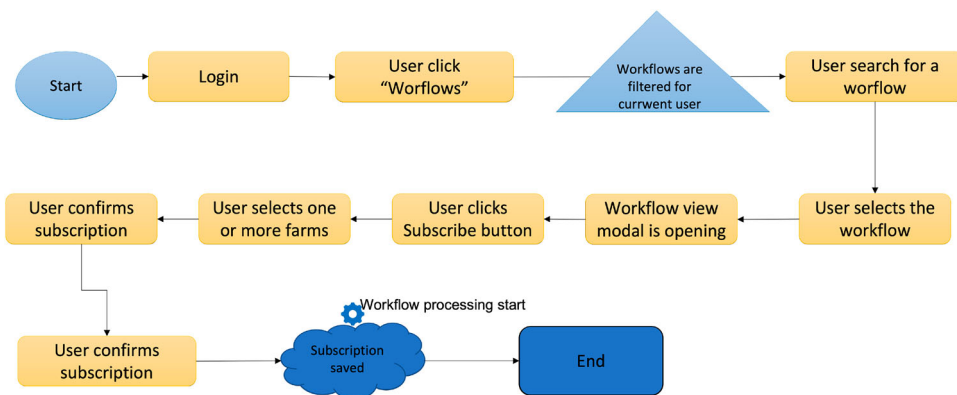 Start
Login
User click
“Worflows”
Workflows are
filtered for
currwent user
User search for a
worflow
User selects the
workflow
Workflow view
modal is opening
User clicks
Subscribe button
User selects one
or more farms
User confirms
subscription
User confirms
subscription
Workflow processing start
Subscription
saved
End